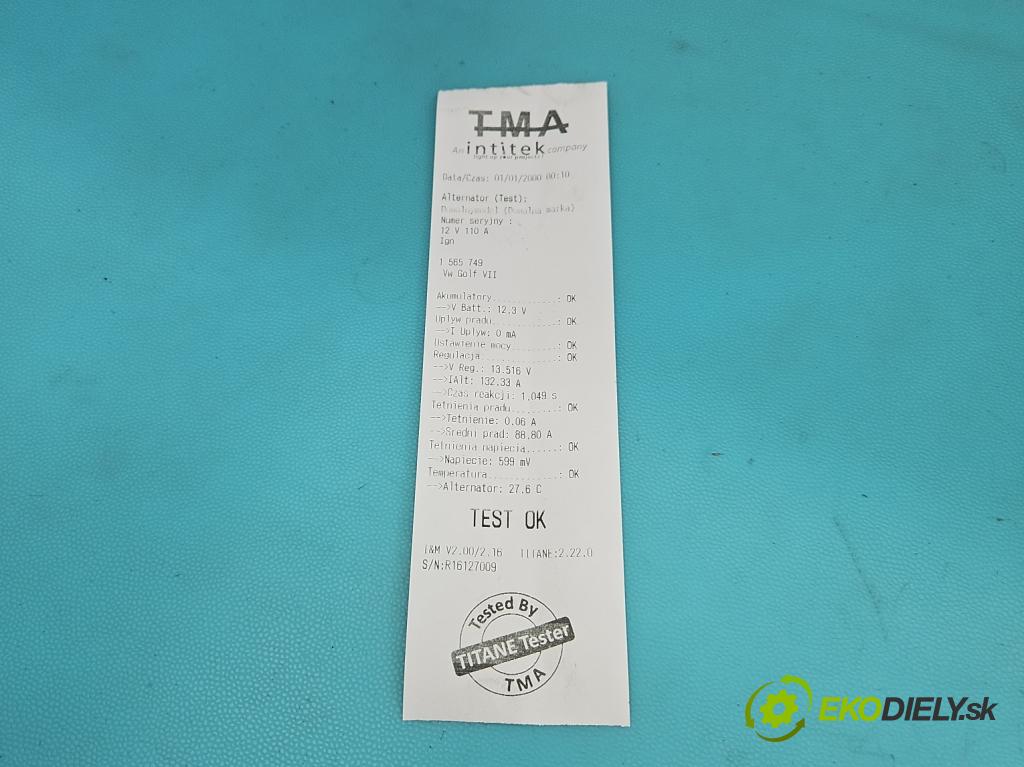 TMA
An intitek company
light up your projects!
Data/Czas: 01/01/2000 00:10
Alternator (Test):
(Domalna marka)
Numer seryjny :
12 V 110 A
Ign
1 565 749
Vw Golf VII
Akumulatory............: OK
-->V Batt.: 12,3 V
Uplyw pradu............: OK
-->I Uplyw: 0 mA
Ustawienie mocy........: OK
Regulacja..............: OK
-->V Reg.: 13.516 V
-->IAlt: 132.33 A
-->Czas reakcji: 1,049 s
Tetnienia pradu........: OK
-->Tetnienie: 0.06 A
-->Sredni prad: 88,80 A
Tetnienia napiecia.....: OK
-->Napiecie: 599 mV
Temperatura............: OK
-->Alternator: 27.6 C
TEST OK
T&M V2.00/2.16 TITANE:2.22.0
S/N:R16127009
Tested By
TITANE Tester
TMA
EKODIELY.sk